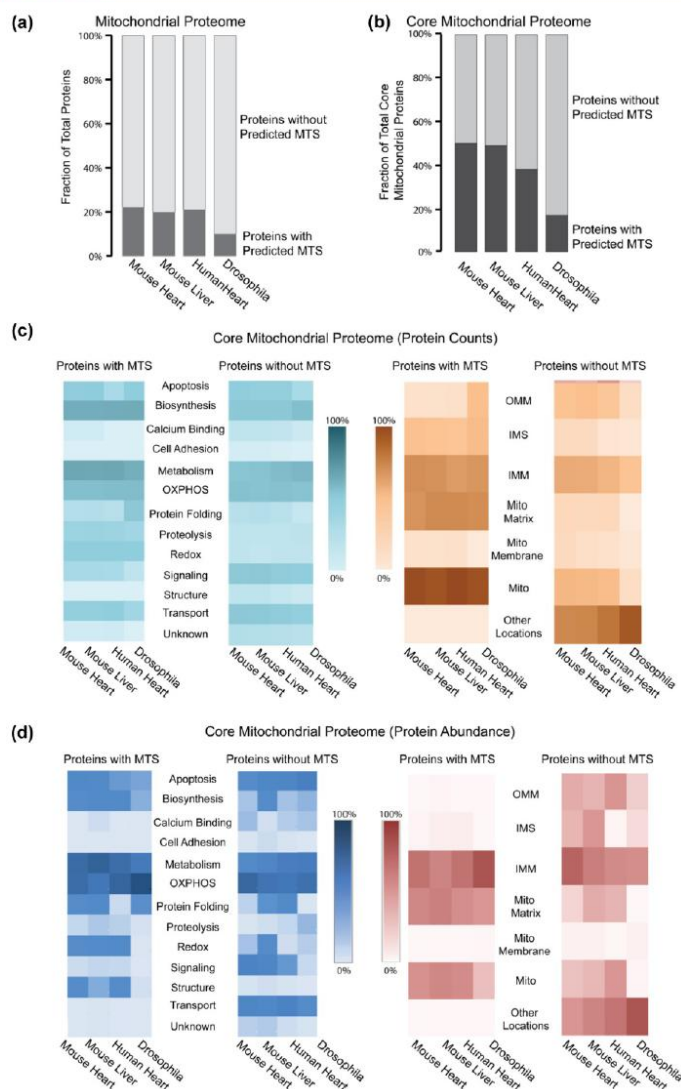 (a)
Mitochondrial Proteome
Fraction of Total Proteins
100%
80%
60%
40%
20%
0%
Proteins without
Predicted MTS
Proteins with
Predicted MTS
Mouse Heart
Mouse Liver
HumanHeart
Drosophila
(b)
Core Mitochondrial Proteome
Fraction of Total Core
Mitochondrial Proteins
100%
80%
60%
40%
20%
0%
Proteins without
Predicted MTS
Proteins with
Predicted MTS
Mouse Heart
Mouse Liver
HumanHeart
Drosophila
(c)
Core Mitochondrial Proteome (Protein Counts)
Proteins with MTS
Proteins without MTS
Apoptosis
Biosynthesis
Calcium Binding
Cell Adhesion
Metabolism
OXPHOS
Protein Folding
Proteolysis
Redox
Signaling
Structure
Transport
Unknown
Mouse Heart
Mouse Liver
Human Heart
Drosophila
Mouse Heart
Mouse Liver
Human Heart
Drosophila
100%
0%
100%
0%
Proteins with MTS
Proteins without MTS
OMM
IMS
IMM
Mito
Matrix
Mito
Membrane
Mito
Other
Locations
Mouse Heart
Mouse Liver
Human Heart
Drosophila
Mouse Heart
Mouse Liver
Human Heart
Drosophila
(d)
Core Mitochondrial Proteome (Protein Abundance)
Proteins with MTS
Proteins without MTS
Apoptosis
Biosynthesis
Calcium Binding
Cell Adhesion
Metabolism
OXPHOS
Protein Folding
Proteolysis
Redox
Signaling
Structure
Transport
Unknown
Mouse Heart
Mouse Liver
Human Heart
Drosophila
Mouse Heart
Mouse Liver
Human Heart
Drosophila
100%
0%
100%
0%
Proteins with MTS
Proteins without MTS
OMM
IMS
IMM
Mito
Matrix
Mito
Membrane
Mito
Other
Locations
Mouse Heart
Mouse Liver
Human Heart
Drosophila
Mouse Heart
Mouse Liver
Human Heart
Drosophila